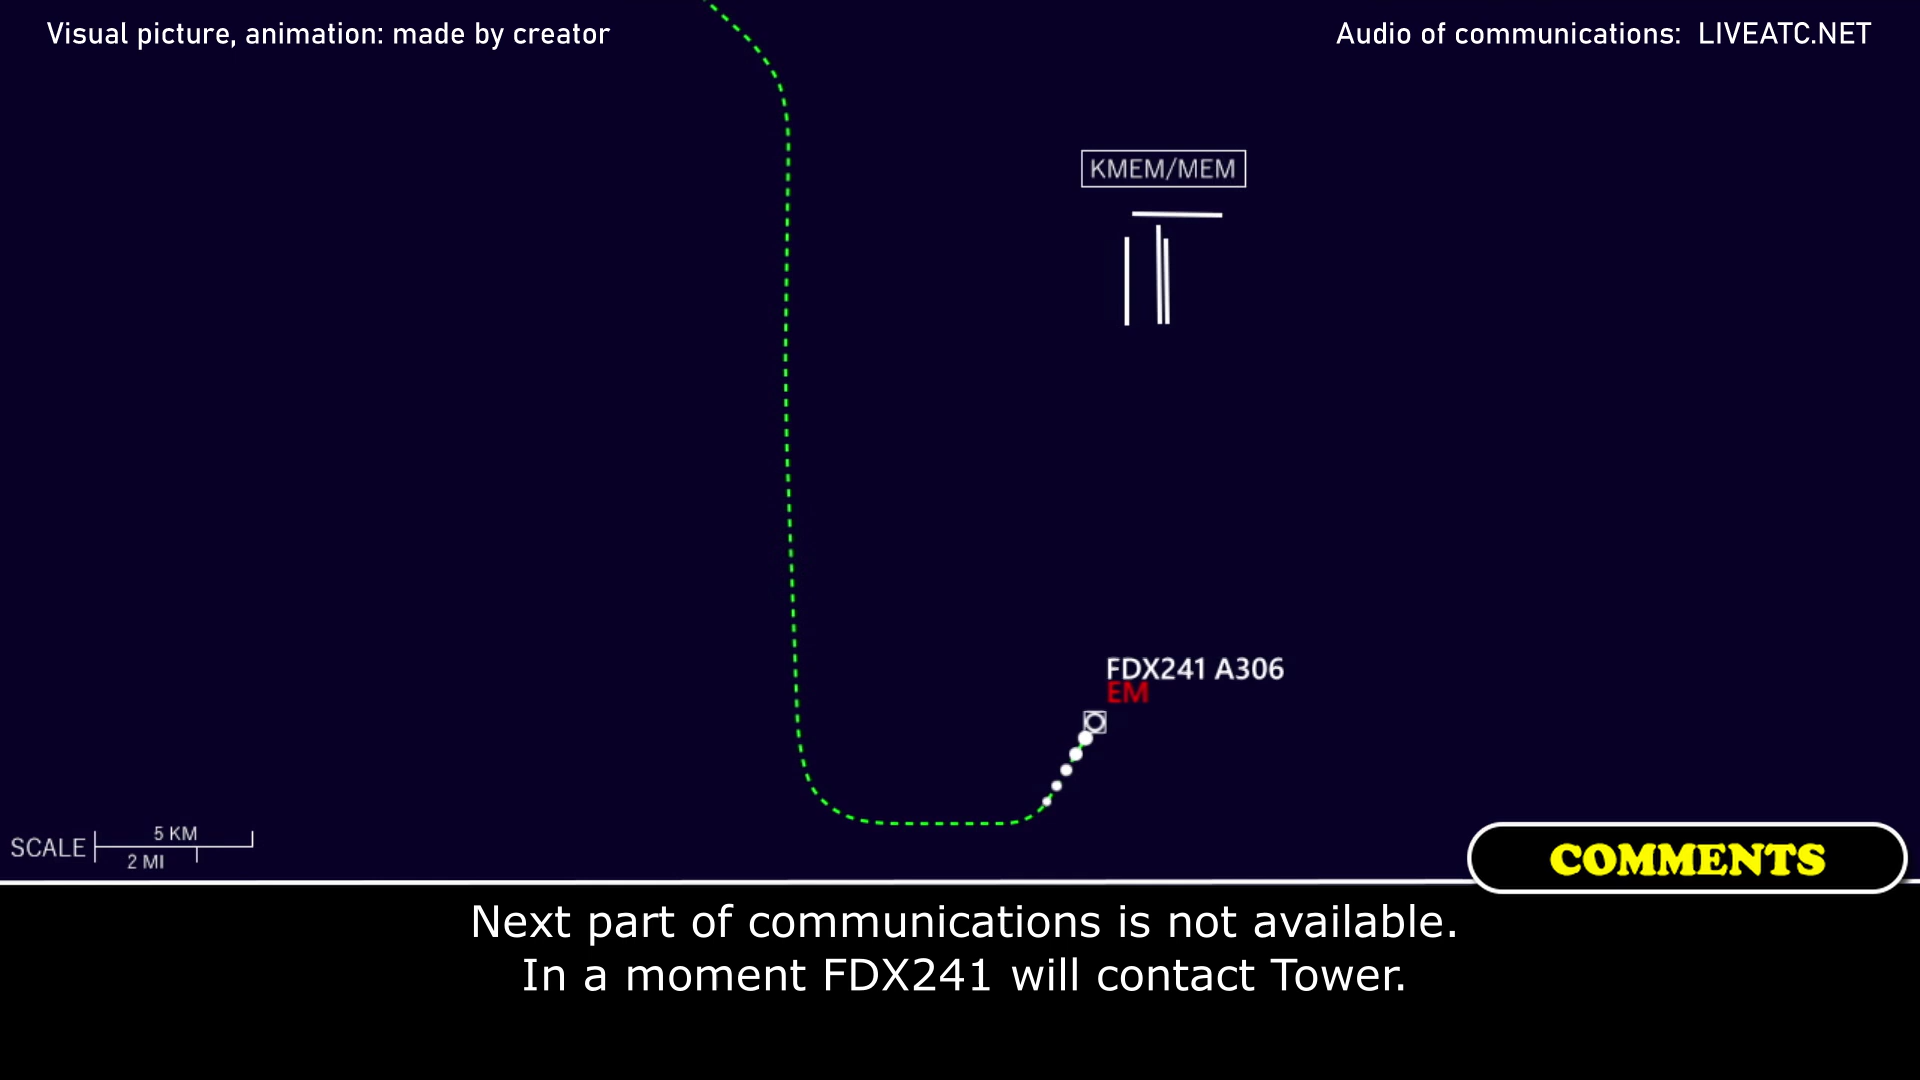 Visual picture, animation: made by creator
Audio of communications: LIVEATC.NET
KMEM/MEM
FDX241 A306
EM
SCALE
5 KM
2 MI
COMMENTS
Next part of communications is not available.
In a moment FDX241 will contact Tower.